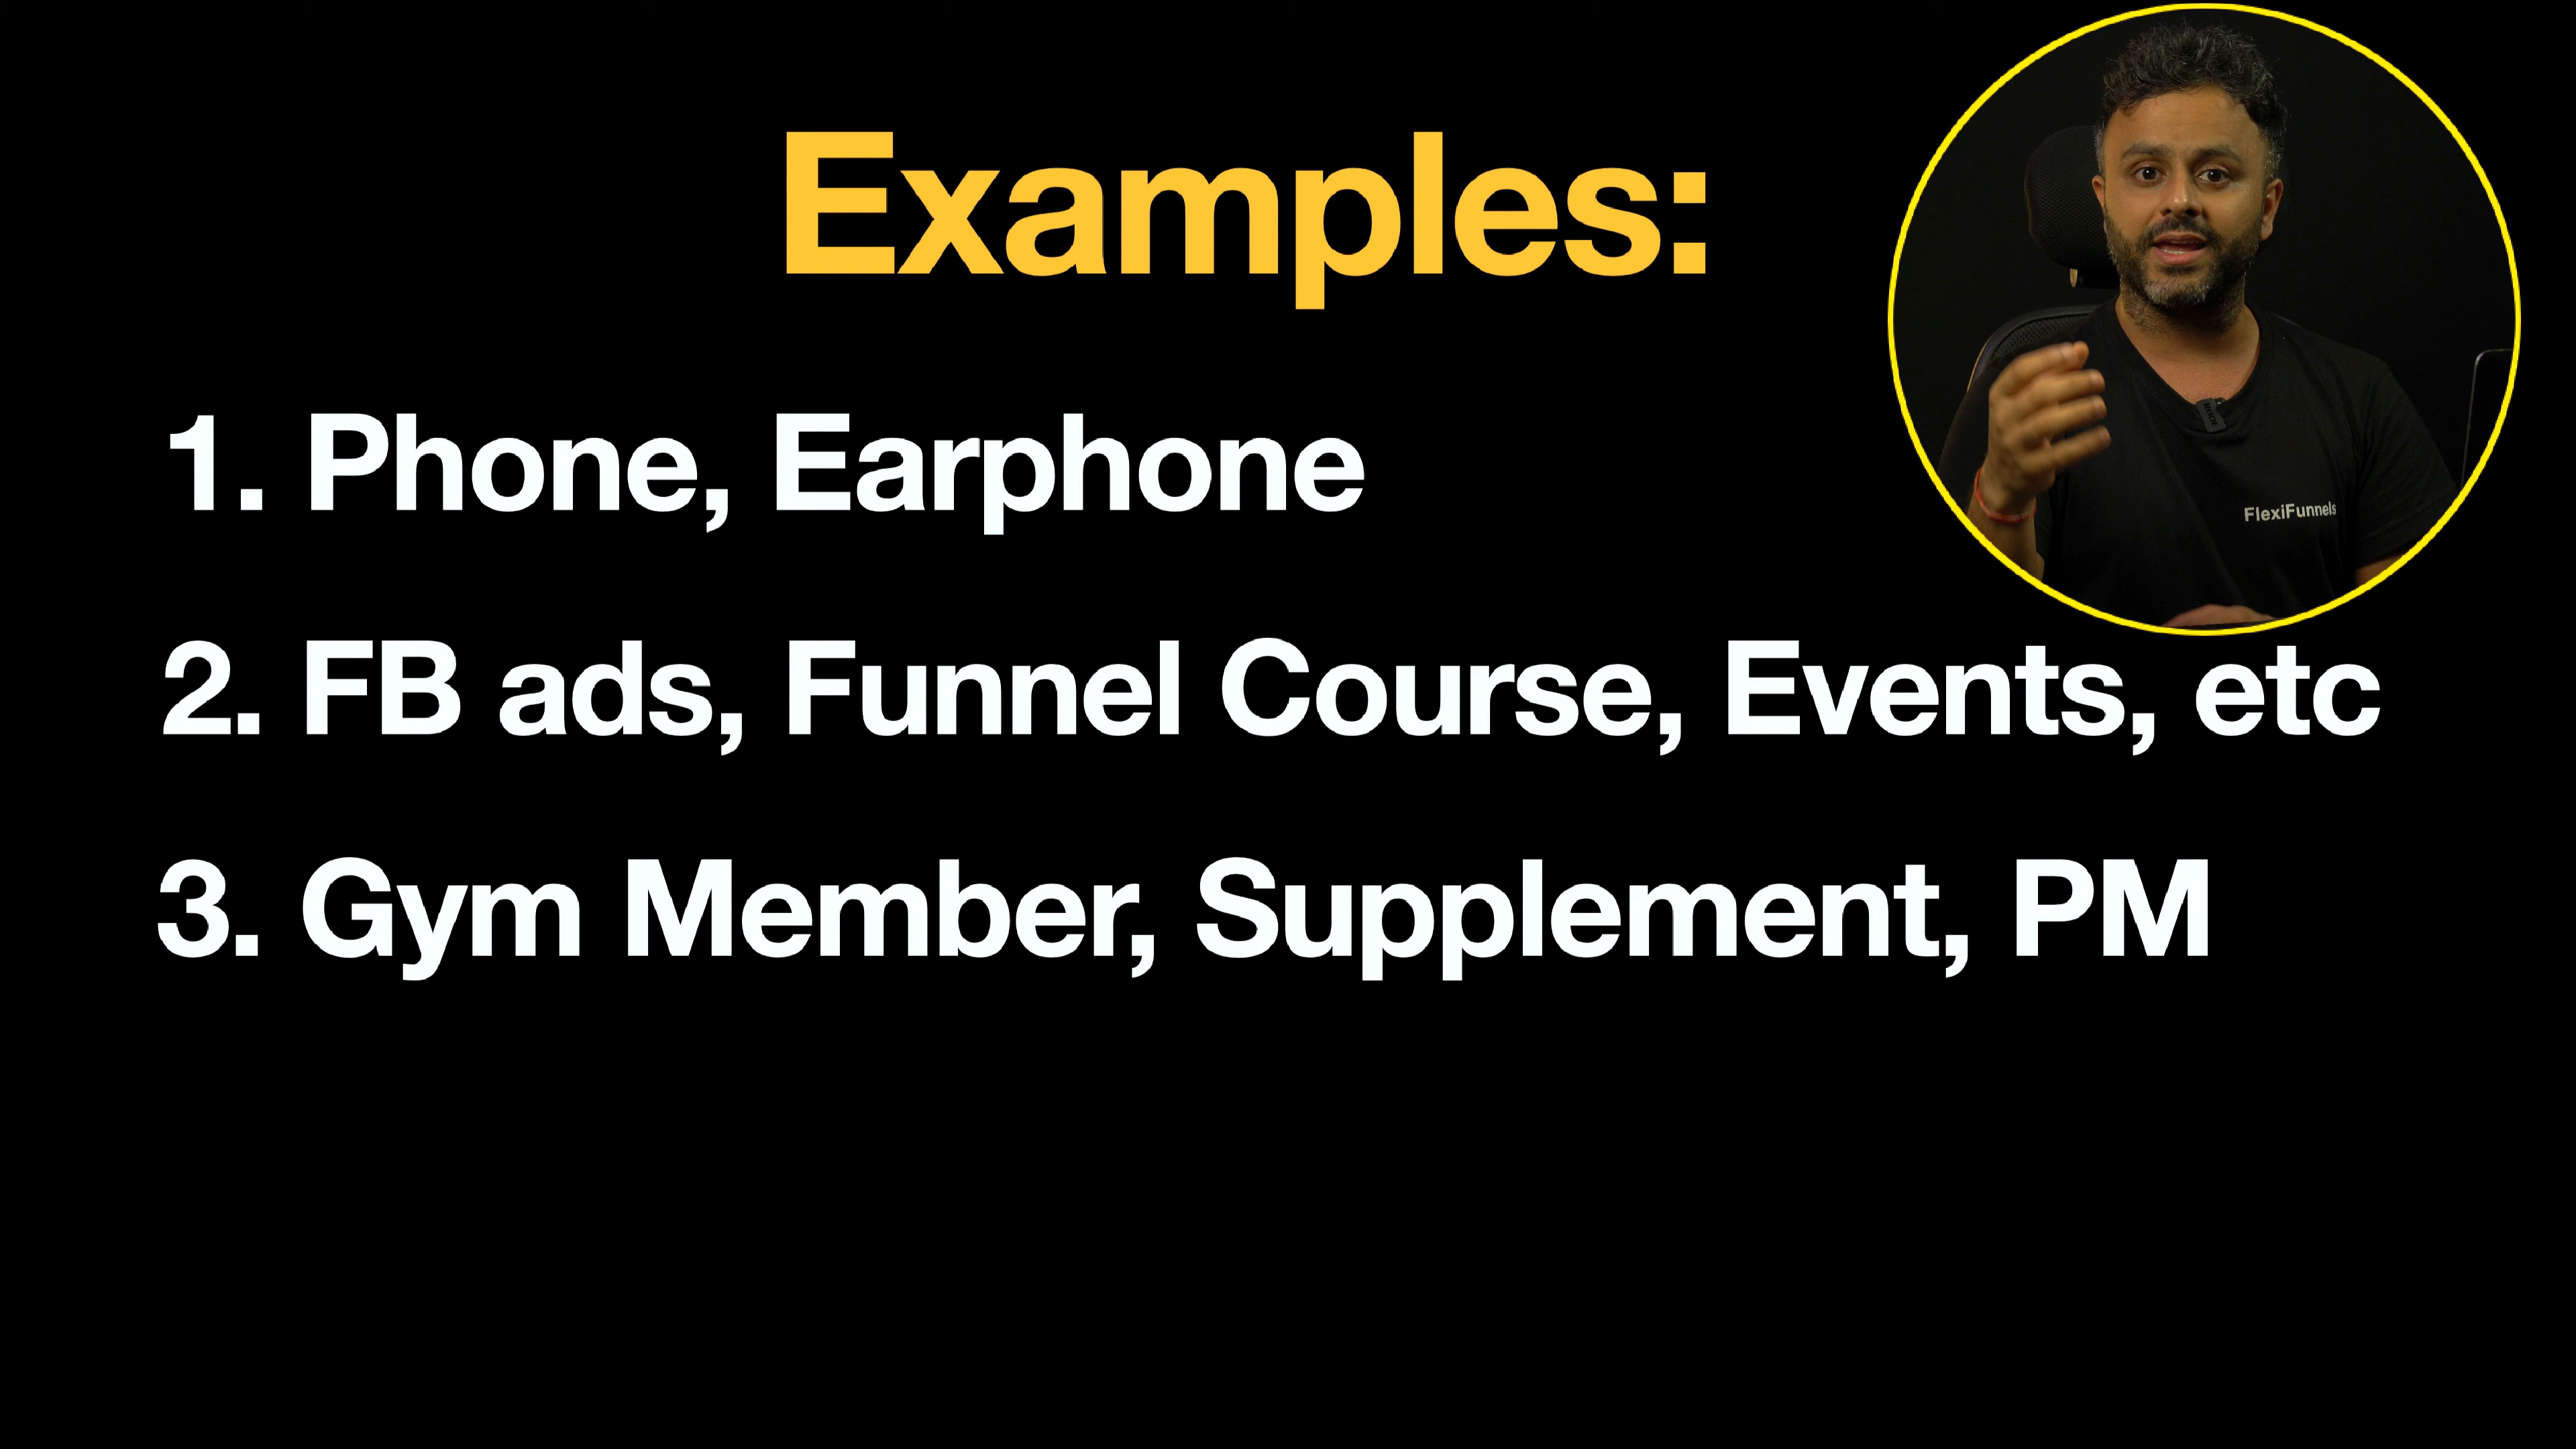 Examples:
1. Phone, Earphone
FlexiFunnels
2. FB ads, Funnel Course, Events, etc
3. Gym Member, Supplement, PM